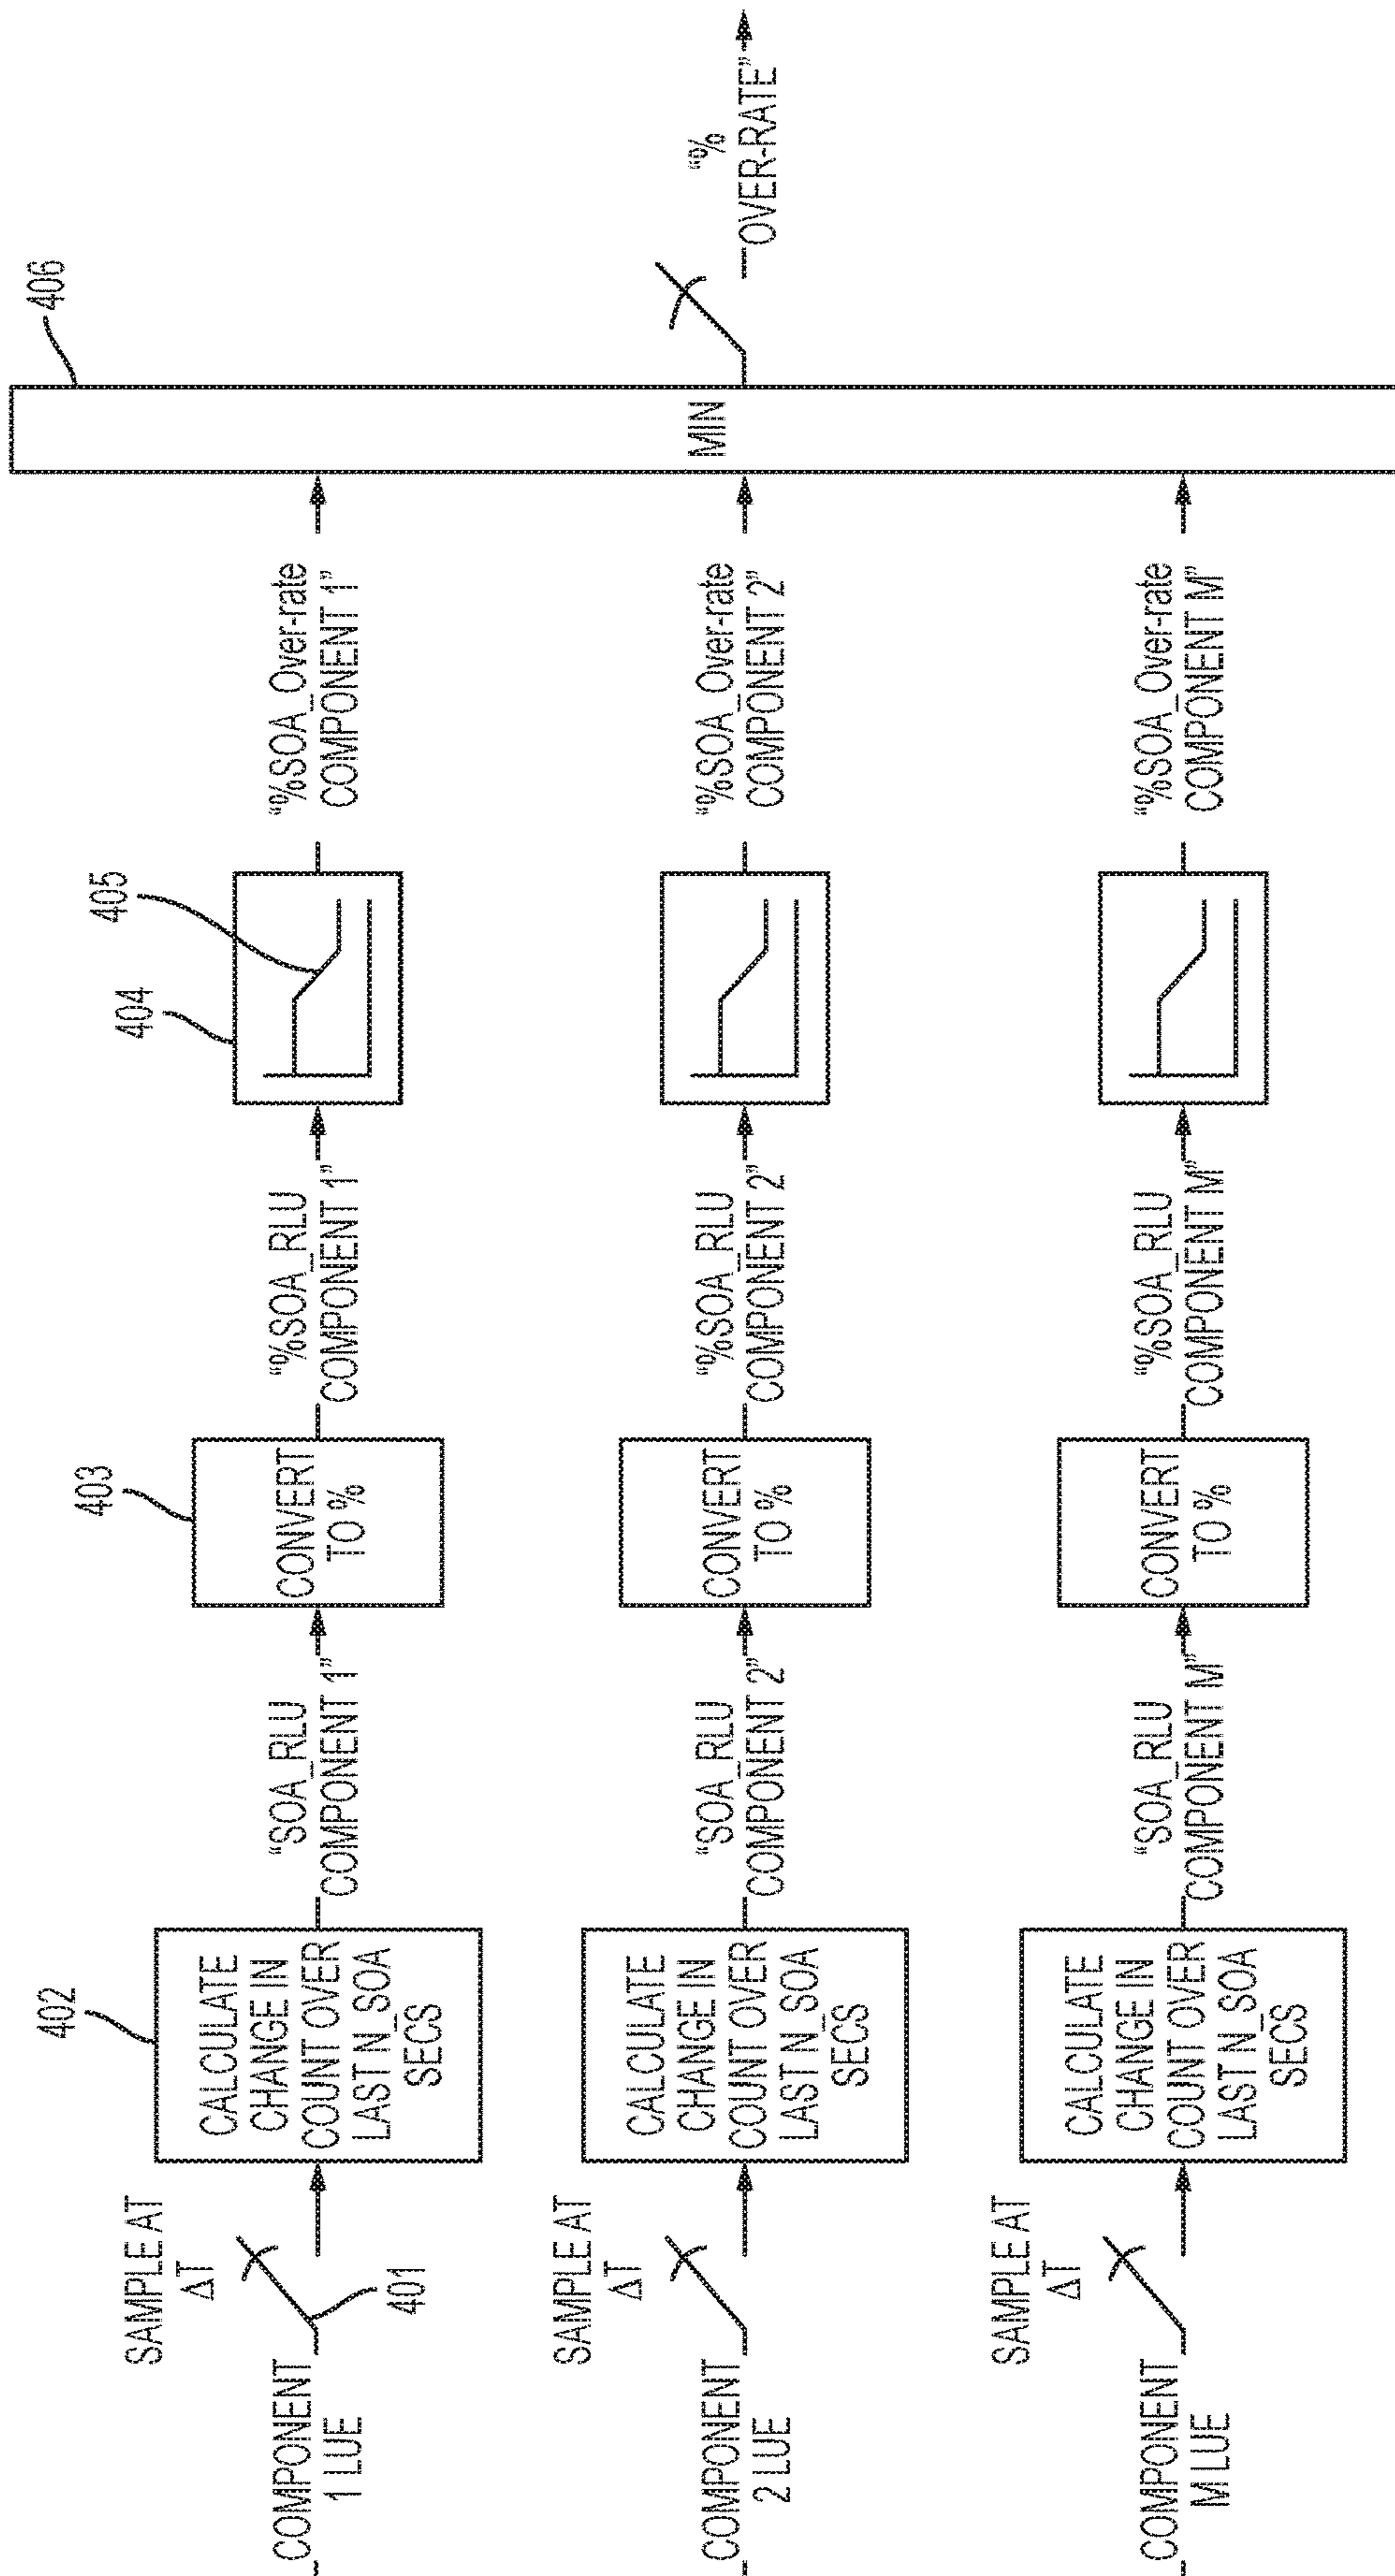 SAMPLE AT
ΔT
COMPONENT
1 LUE
401
402
CALCULATE
CHANGE IN
COUNT OVER
LAST N_SOA
SECS
“SOA_RLU
COMPONENT 1”
403
CONVERT
TO %
“%SOA_RLU
COMPONENT 1”
404
405
“%SOA_Over-rate
COMPONENT 1”
406
MIN
“%
OVER-RATE”
SAMPLE AT
ΔT
COMPONENT
2 LUE
CALCULATE
CHANGE IN
COUNT OVER
LAST N_SOA
SECS
“SOA_RLU
COMPONENT 2”
CONVERT
TO %
“%SOA_RLU
COMPONENT 2”
“%SOA_Over-rate
COMPONENT 2”
SAMPLE AT
ΔT
COMPONENT
M LUE
CALCULATE
CHANGE IN
COUNT OVER
LAST N_SOA
SECS
“SOA_RLU
COMPONENT M”
CONVERT
TO %
“%SOA_RLU
COMPONENT M”
“%SOA_Over-rate
COMPONENT M”